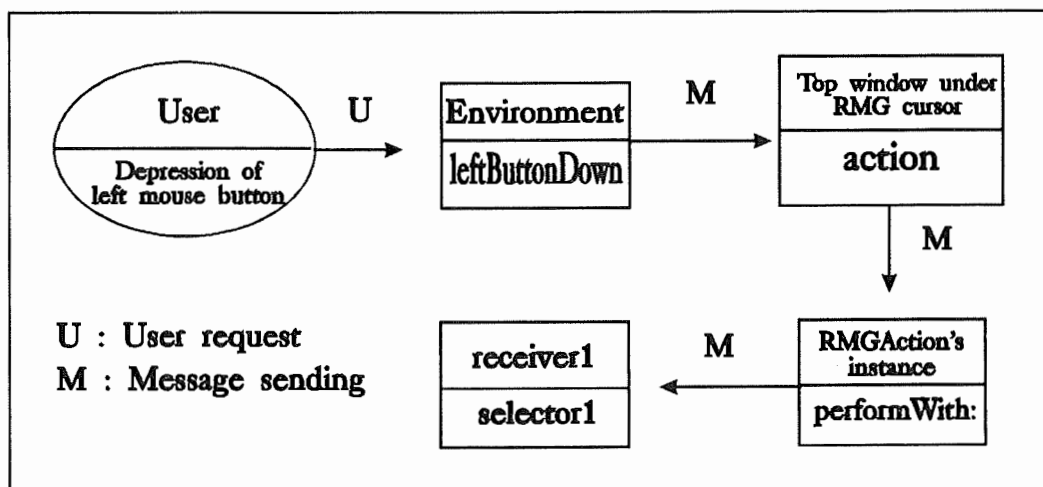 User
Depression of
left mouse button
U
Environment
leftButtonDown
M
Top window under
RMG cursor
action
M
RMGAction's
instance
performWith:
M
receiver1
selector1
U : User request
M : Message sending